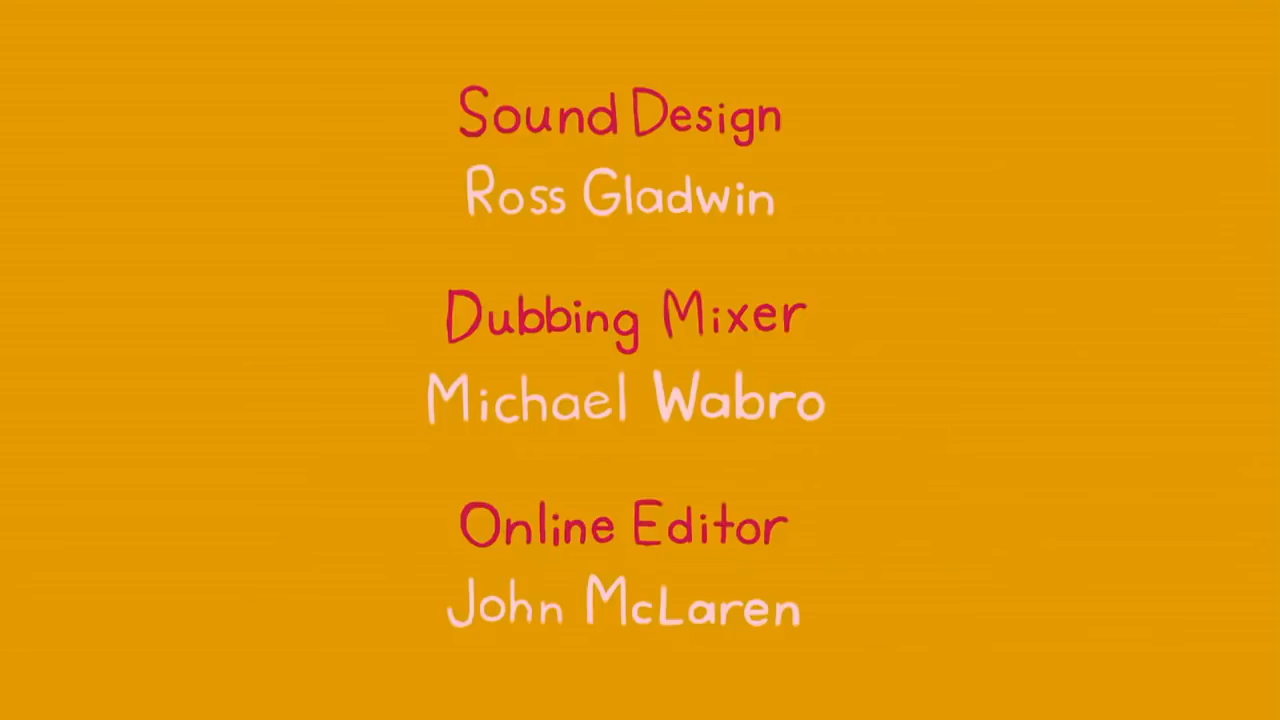 Sound Design
Ross Gladwin
Dubbing Mixer
Michael Wabro
Online Editor
John McLaren